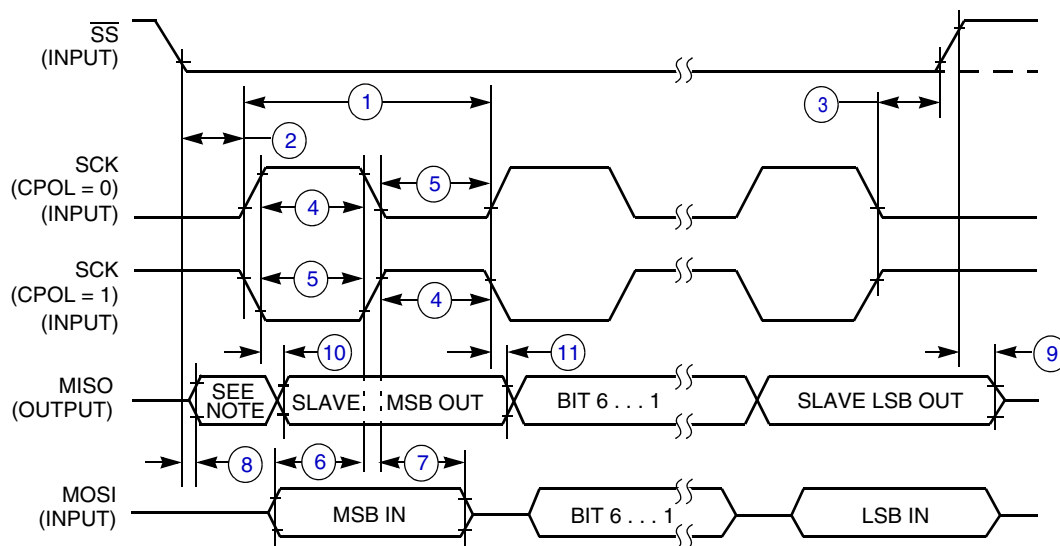 SS
(INPUT)
1
3
2
SCK
(CPOL = 0)
(INPUT)
5
4
SCK
(CPOL = 1)
(INPUT)
5
4
10
11
9
MISO
(OUTPUT)
SEE
NOTE
SLAVE
MSB OUT
BIT 6 . . . 1
SLAVE LSB OUT
8
6
7
MOSI
(INPUT)
MSB IN
BIT 6 . . . 1
LSB IN